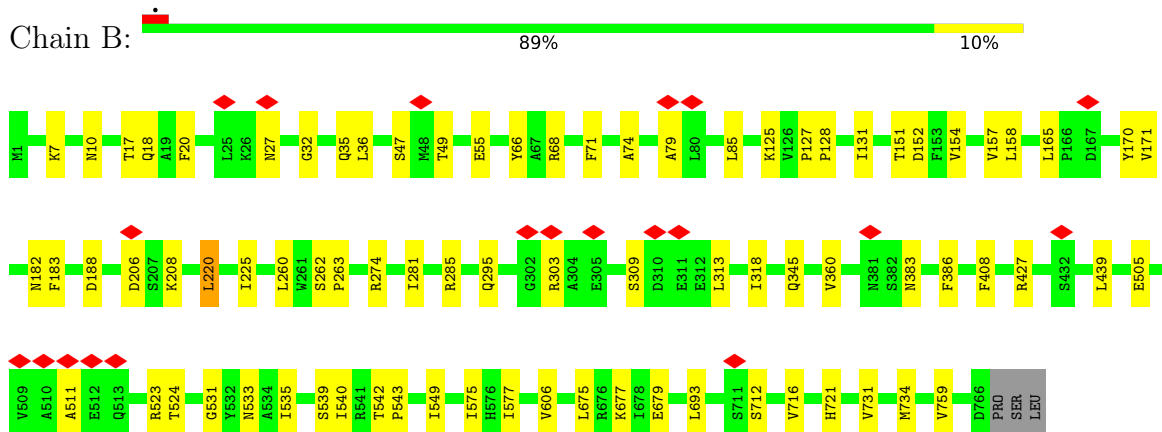 Chain B:
89% 10%
M1 K7 N10 T17 Q18 A19 F20 L25 K26 N27 G32 Q35 L36 S47 M48 T49 E55 Y66 A67 R68 F71 A74 A79 L80 L85 K125 V126 P127 P128 I131 T151 D152 F153 V154 V157 L158 L165 P166 D167 Y170 V171
N182 F183 D188 D206 S207 K208 L220 I225 L260 W261 S262 P263 R274 I281 R285 Q295 G302 R303 A304 E305 S309 D310 E311 E312 L313 I318 Q345 V360 N381 S382 N383 F386 F408 R427 S432 L439 E505
V509 A510 A511 E512 Q513 R523 T524 G531 Y532 N533 A534 I535 S539 I540 R541 T542 P543 I549 I575 H576 I577 V606 L675 R676 K677 I678 E679 L693 S711 S712 V716 H721 V731 M734 V759 D766 PRO SER LEU